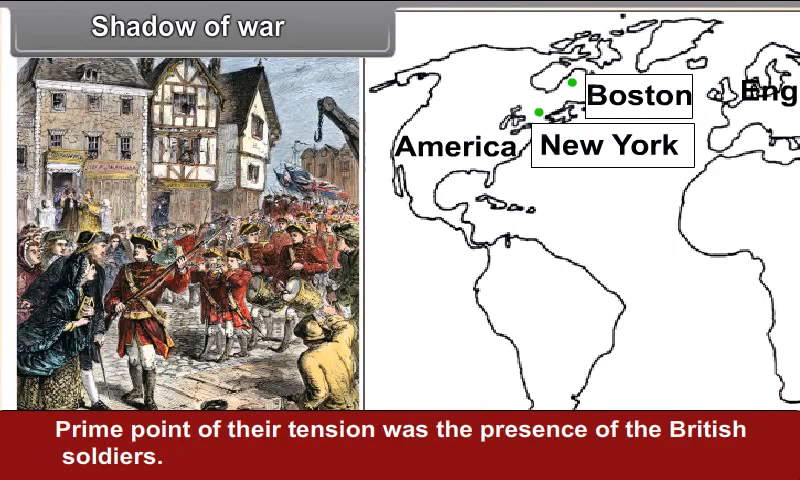 Shadow of war
Boston
Eng
America
New York
Prime point of their tension was the presence of the British
soldiers.